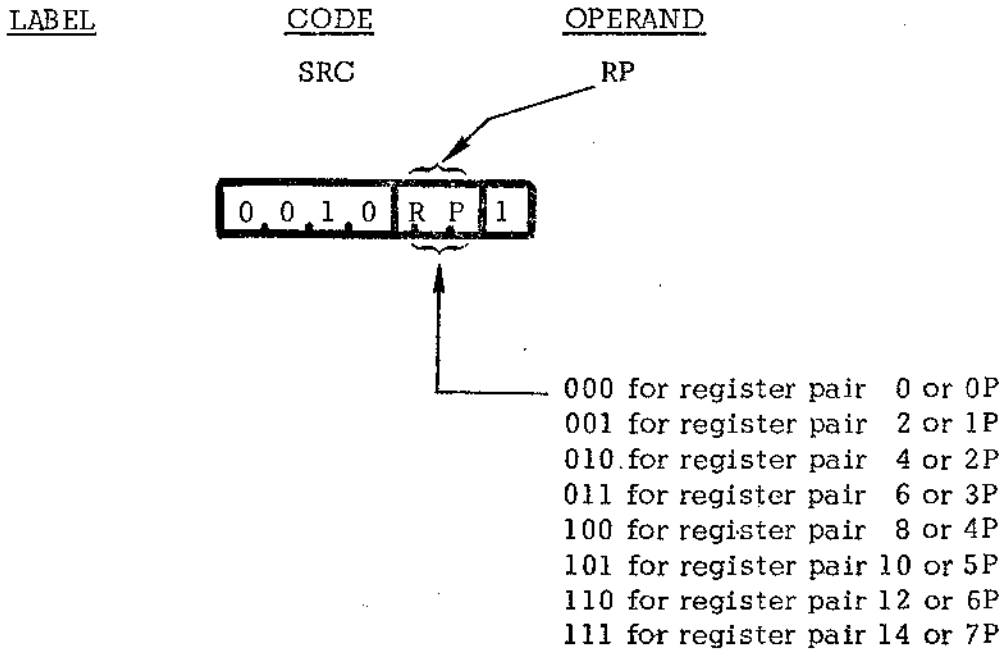 LABEL CODE OPERAND
SRC RP
0 0 1 0 R P 1
000 for register pair 0 or 0P
001 for register pair 2 or 1P
010 for register pair 4 or 2P
011 for register pair 6 or 3P
100 for register pair 8 or 4P
101 for register pair 10 or 5P
110 for register pair 12 or 6P
111 for register pair 14 or 7P